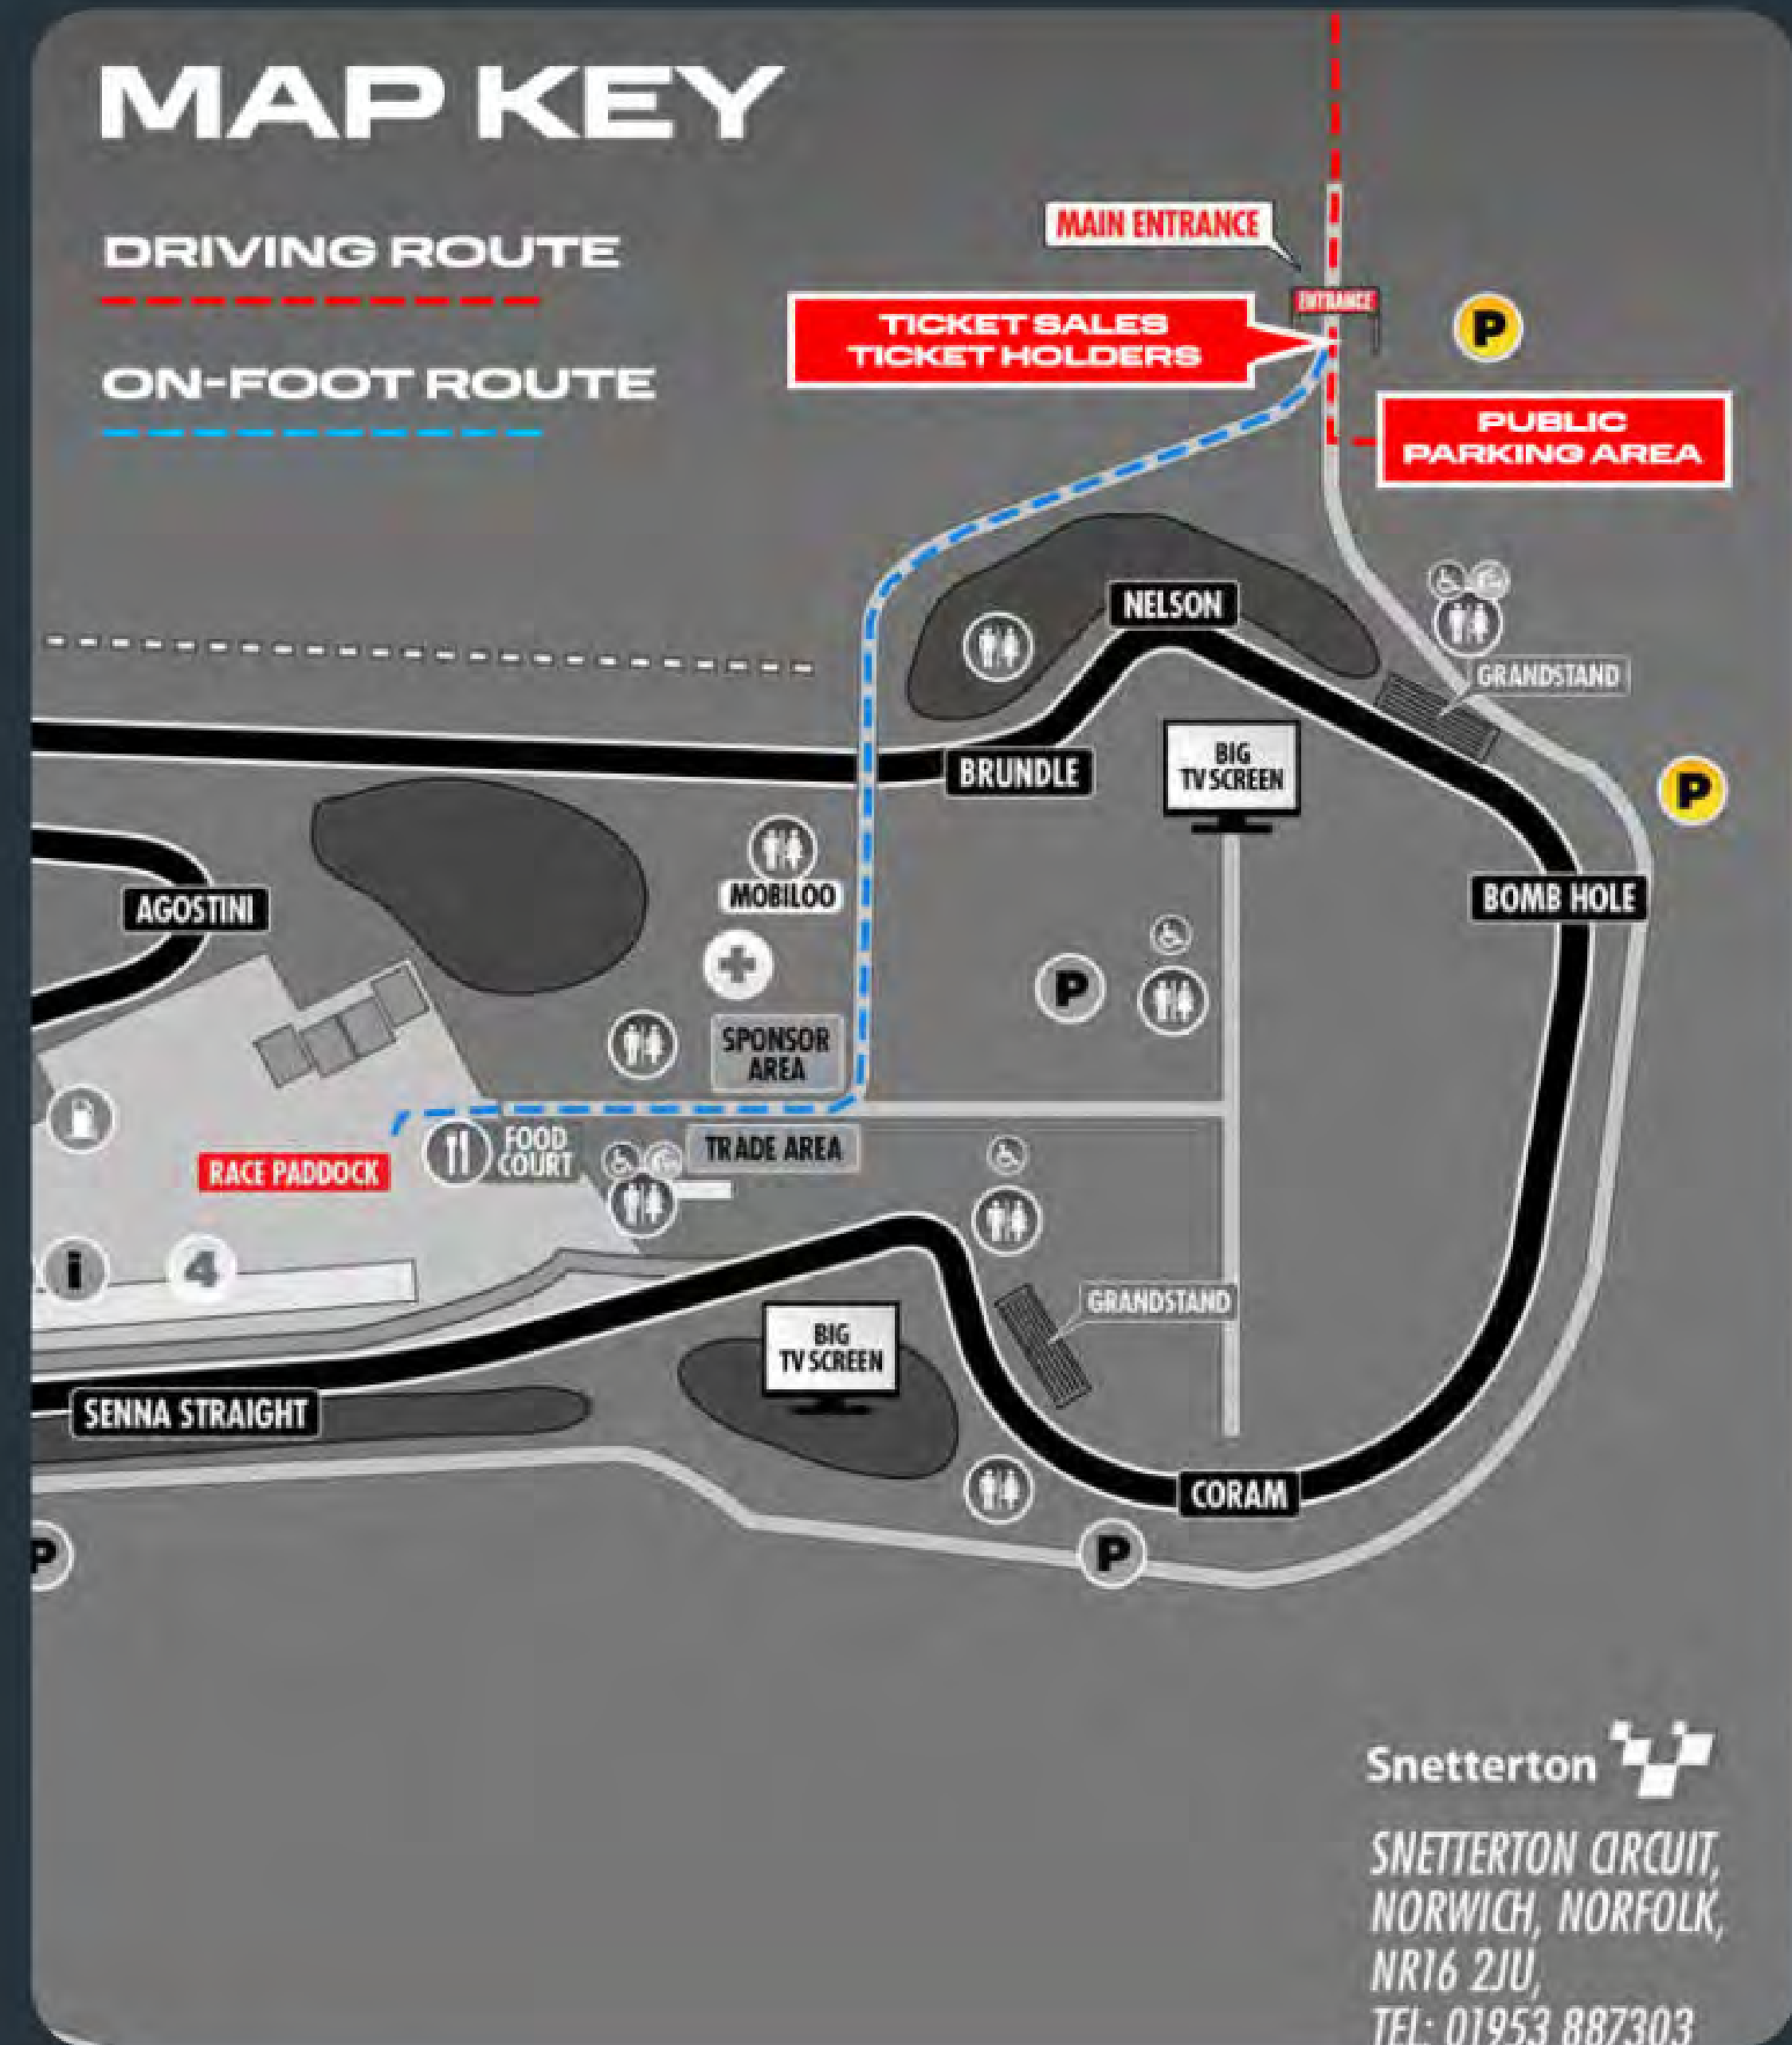 MAP KEY
DRIVING ROUTE
ON-FOOT ROUTE
MAIN ENTRANCE
ENTRANCE
TICKET SALES
TICKET HOLDERS
P
PUBLIC
PARKING AREA
NELSON
GRANDSTAND
BRUNDLE
BIG
TV SCREEN
P
MOBILOO
AGOSTINI
BOMB HOLE
P
SPONSOR
AREA
FOOD
COURT
TRADE AREA
RACE PADDOCK
i
4
GRANDSTAND
BIG
TV SCREEN
SENNA STRAIGHT
CORAM
P
P
Snetterton
SNETTERTON CIRCUIT,
NORWICH, NORFOLK,
NR16 2JU,
TEL: 01953 887303